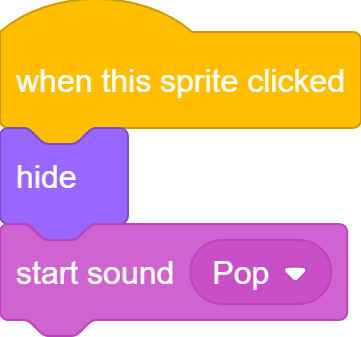 when this sprite clicked
hide
start sound Pop